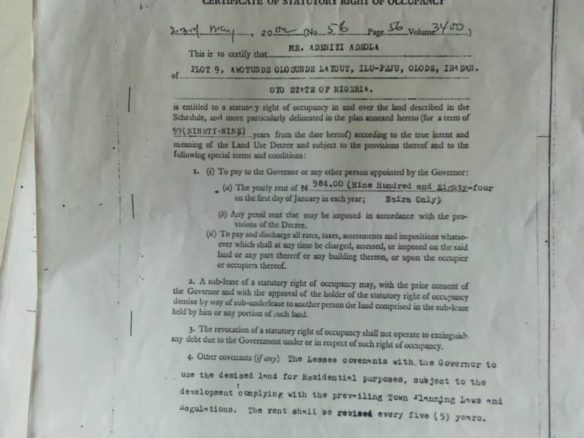 CERTIFICATE OF STATUTORY RIGHT OF OCCUPANCY
23rd May, 2002 (No. 56 Page 56 Volume 3400)
This is to certify that MR. ADENIYI ADEOLA
of PLOT 9, AWOTUNDE OLOBUNDE LAYOUT, ILU-PEJU, OLODE, IBADAN.
OYO STATE OF NIGERIA.
is entitled to a statutory right of occupancy in and over the land described in the
Schedule, and more particularly delineated in the plan annexed hereto (for a term of
99(NINETY-NINE) years from the date hereof) according to the true intent and
meaning of the Land Use Decree and subject to the provisions thereof and to the
following special terms and conditions:
1. (i) To pay to the Governor or any other person appointed by the Governor:
(a) The yearly rent of N 984.00 (Nine Hundred and Eighty-four
on the first day of January in each year; Naira Only)
(b) Any penal rent that may be imposed in accordance with the pro-
visions of the Decree.
(ii) To pay and discharge all rates, taxes, assessments and impositions whatso-
ever which shall at any time be charged, assessed, or imposed on the said
land or any part thereof or any building thereon, or upon the occupier
or occupiers thereof.
2. A sub-lease of a statutory right of occupancy may, with the prior consent of
the Governor and with the approval of the holder of the statutory right of occupancy
demise by way of sub-underlease to another person the land comprised in the sub-lease
held by him or any portion of such land.
3. The revocation of a statutory right of occupancy shall not operate to extinguish
any debt due to the Government under or in respect of such right of occupancy.
4. Other covenants (if any) The Lessee covenants with the Governor to
use the demised land for Residential purposes, subject to the
development complying with the prevailing Town Planning Laws and
Regulations. The rent shall be revised every five (5) years.